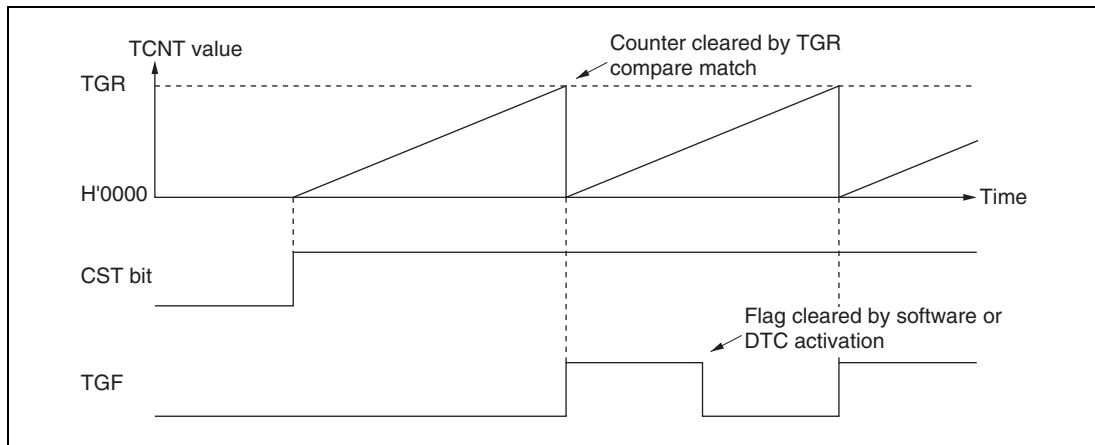 TCNT value
Counter cleared by TGR
compare match
TGR
H'0000
Time
CST bit
Flag cleared by software or
DTC activation
TGF